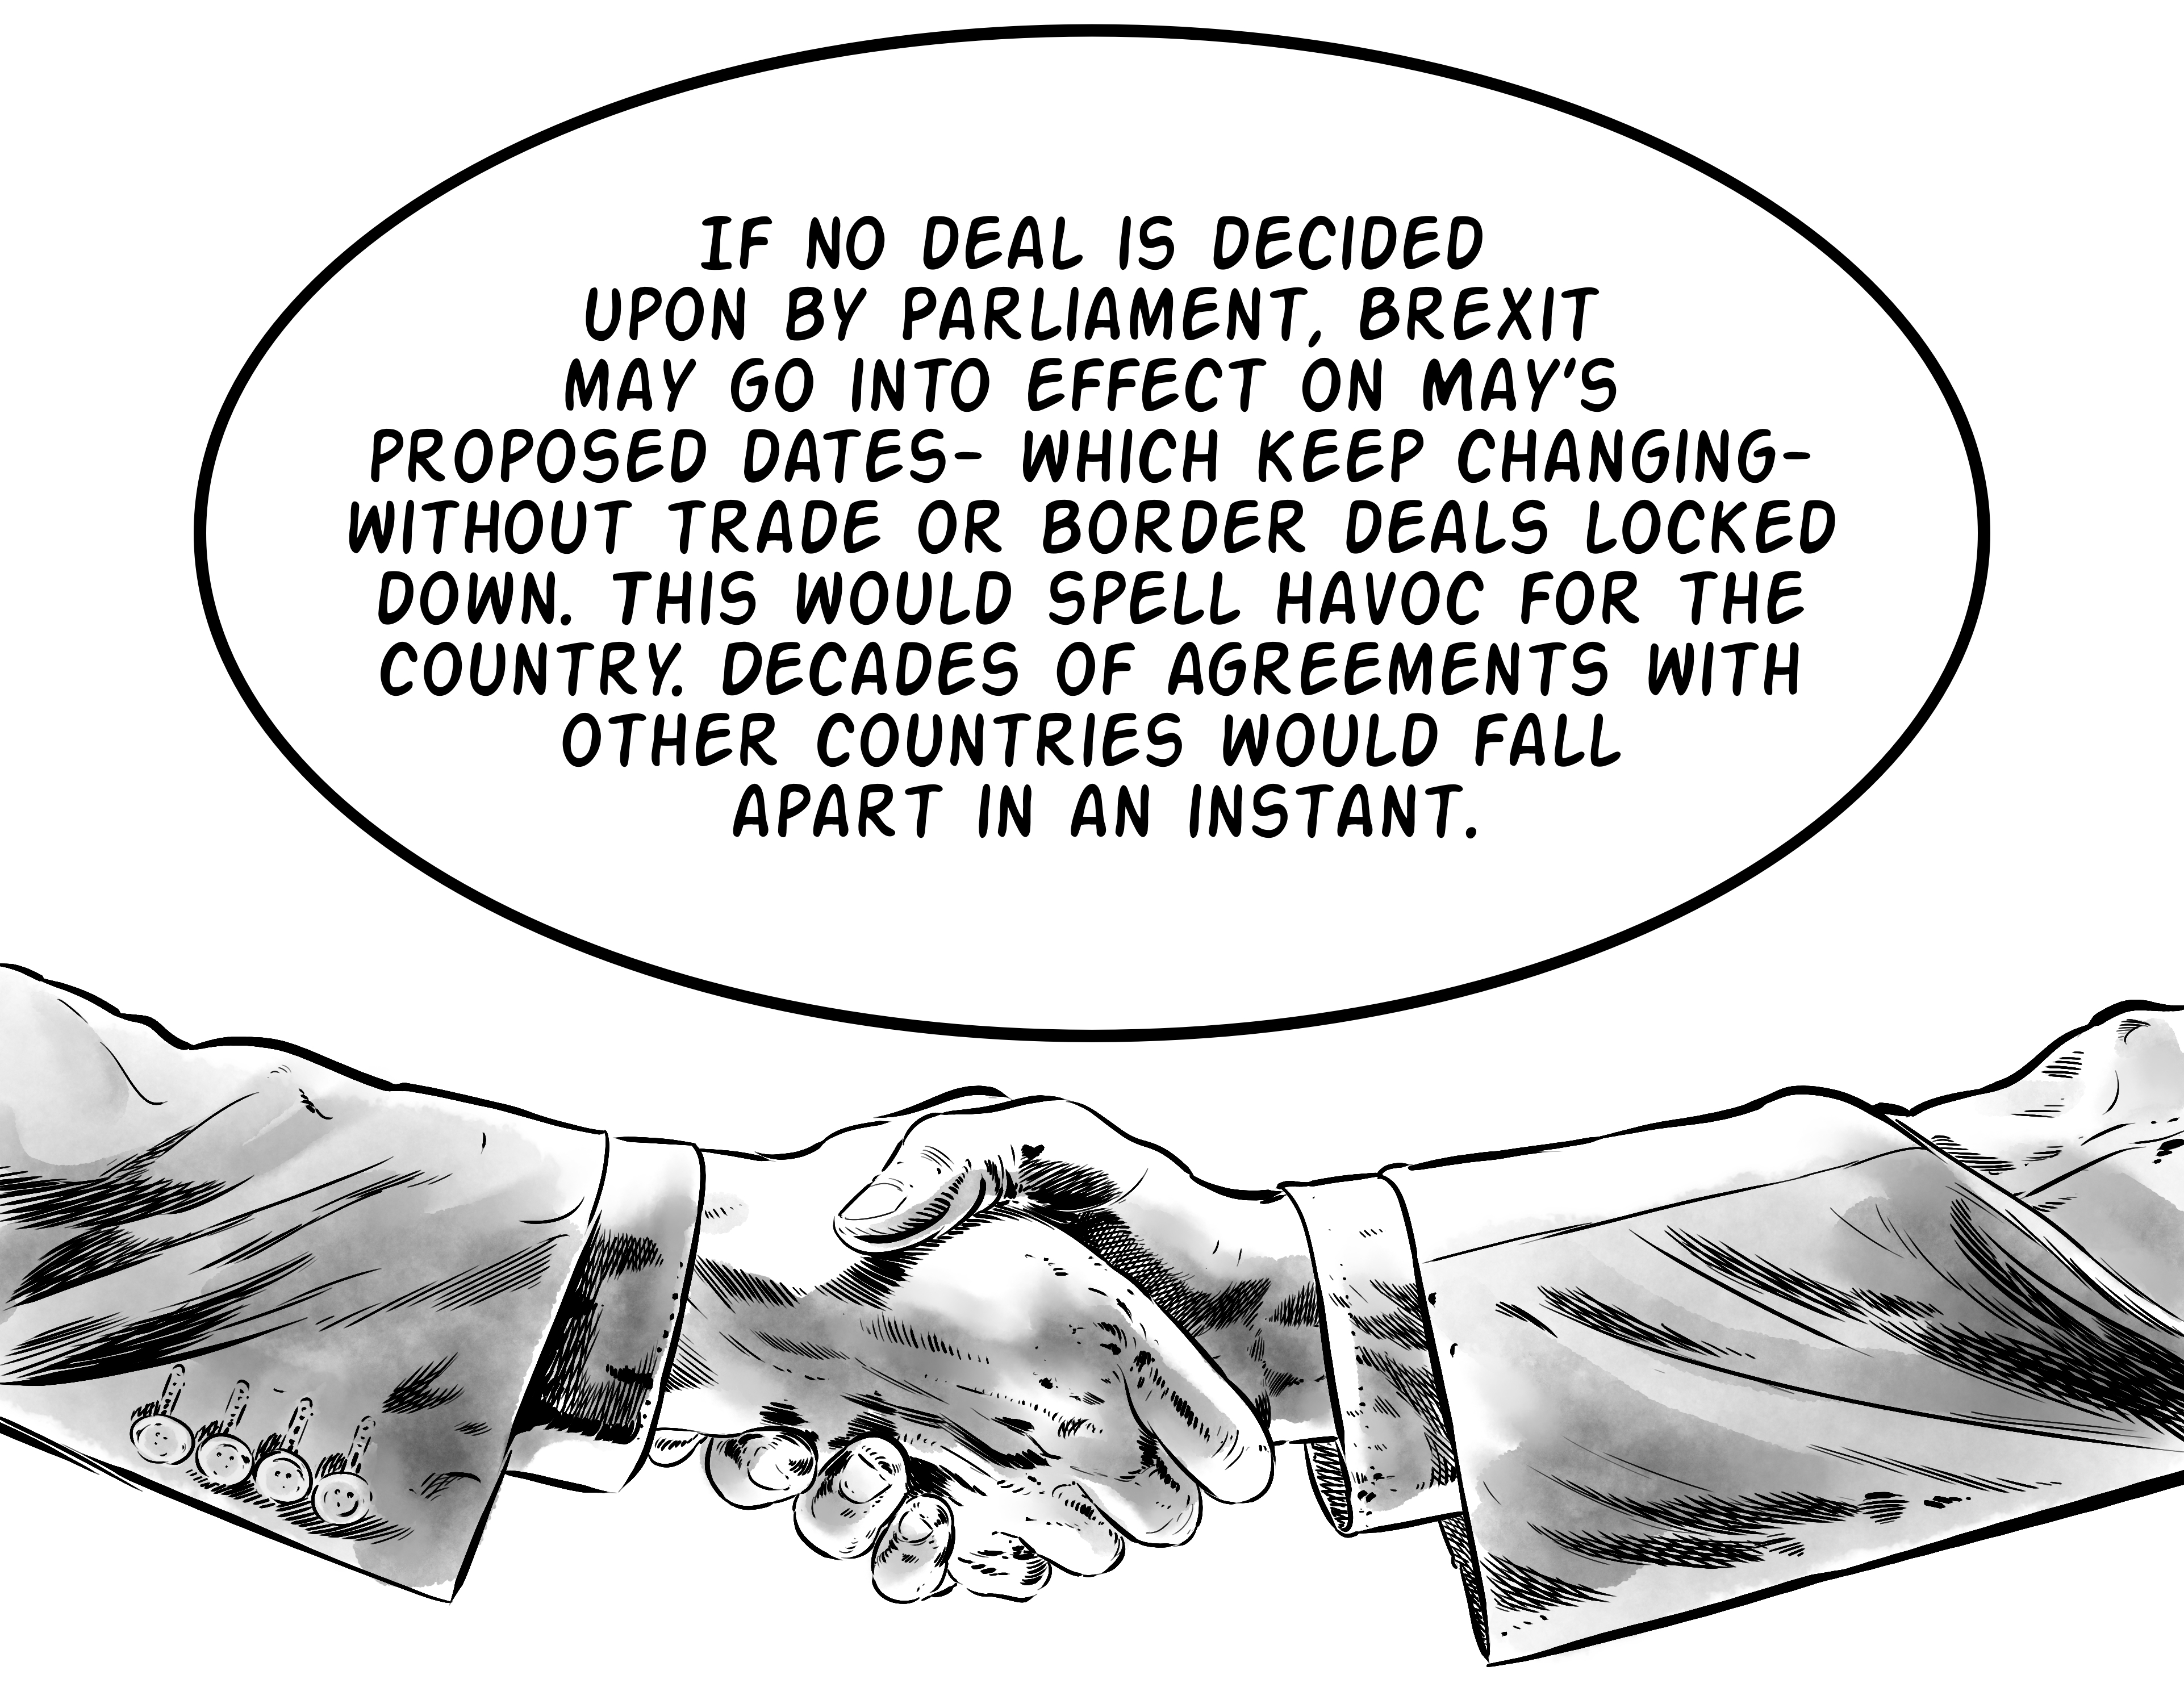 IF NO DEAL IS DECIDED
UPON BY PARLIAMENT, BREXIT
MAY GO INTO EFFECT ON MAY'S
PROPOSED DATES- WHICH KEEP CHANGING-
WITHOUT TRADE OR BORDER DEALS LOCKED
DOWN. THIS WOULD SPELL HAVOC FOR THE
COUNTRY. DECADES OF AGREEMENTS WITH
OTHER COUNTRIES WOULD FALL
APART IN AN INSTANT.